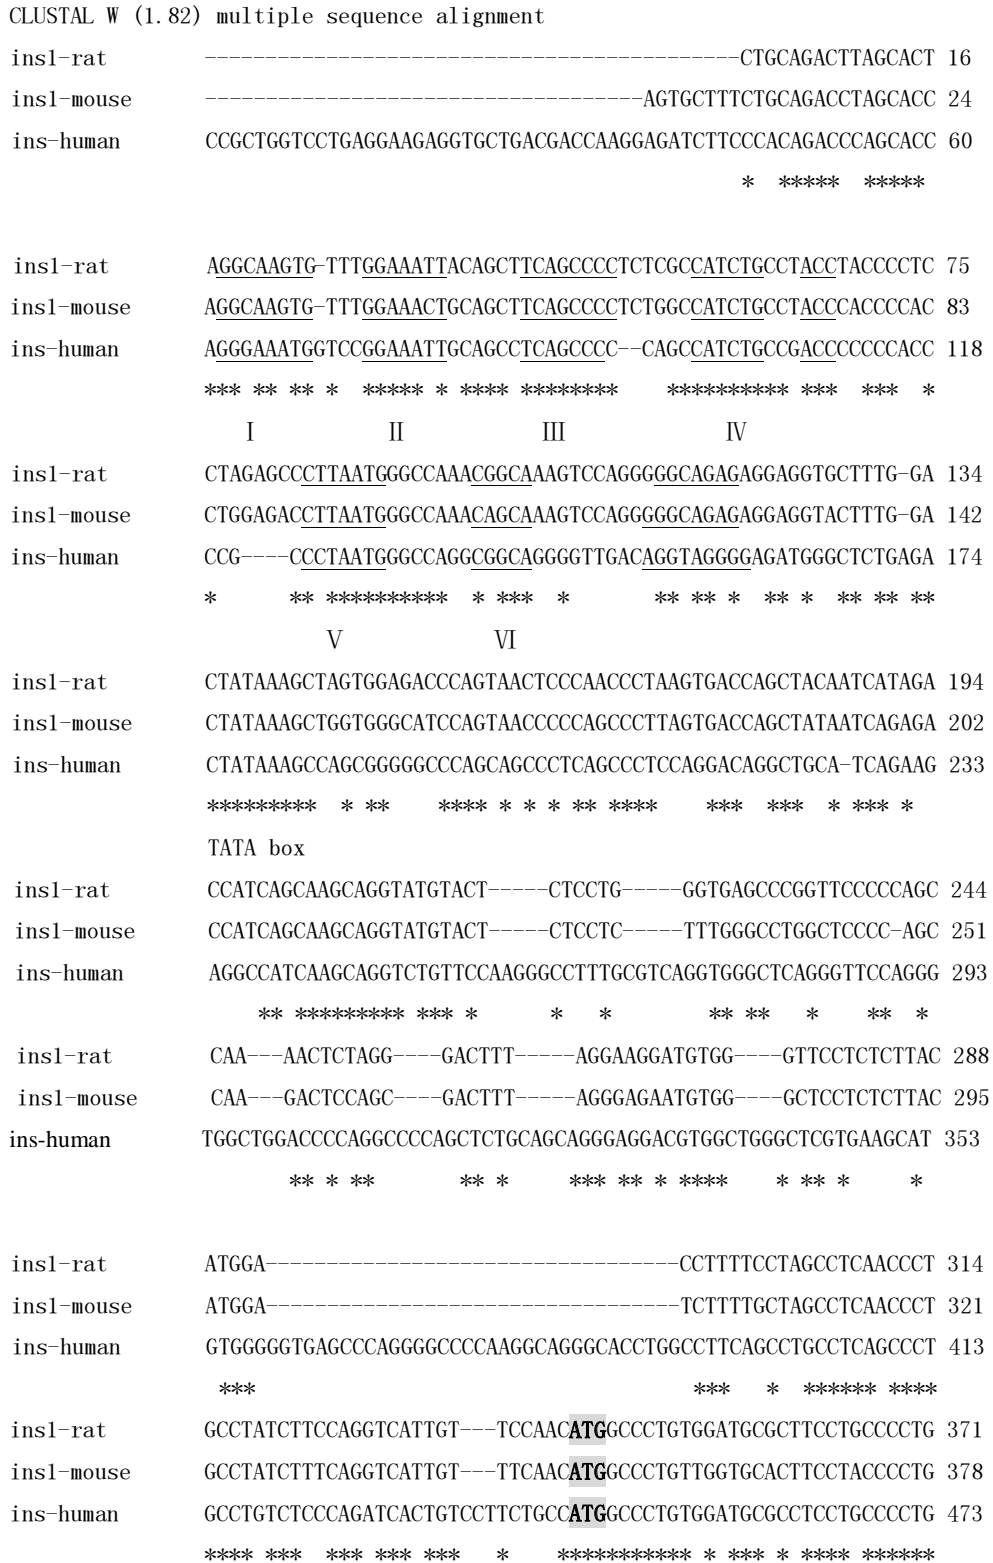 CLUSTAL W (1.82) multiple sequence alignment
ins1-rat --------------------------------------------CTGCAGACTTAGCACT 16
ins1-mouse ------------------------------------AGTGCTTTCTGCAGACCTAGCACC 24
ins-human CCGCTGGTCCTGAGGAAGAGGTGCTGACGACCAAGGAGATCTTCCCACAGACCCAGCACC 60
* ***** *****
ins1-rat AGGCAAGTG-TTTGGAAATTACAGCTTCAGCCCCTCTCGCCATCTGCCTACCTACCCCTC 75
ins1-mouse AGGCAAGTG-TTTGGAAACTGCAGCTTCAGCCCCTCTGGCCATCTGCCTACCCACCCCAC 83
ins-human AGGGAAATGGTCCGGAAATTGCAGCCTCAGCCCCC--CAGCCATCTGCCGACCCCCCCACC 118
*** ** ** * ***** * **** ******** ********** *** *** *
Ⅰ Ⅱ Ⅲ Ⅳ
ins1-rat CTAGAGCCCTTAATGGGCCAAACGGCAAAGTCCAGGGGGCAGAGAGGAGGTGCTTTG-GA 134
ins1-mouse CTGGAGACCTTAATGGGCCAAACAGCAAAGTCCAGGGGGCAGAGAGGAGGTACTTTG-GA 142
ins-human CCG----CCCTAATGGGCCAGGCGGCAGGGGTTGACAGGTAGGGGAGATGGGCTCTGAGA 174
* ** ********** * *** * ** ** * ** * ** ** **
Ⅴ Ⅵ
ins1-rat CTATAAAGCTAGTGGAGACCCAGTAACTCCCAACCCTAAGTGACCAGCTACAATCATAGA 194
ins1-mouse CTATAAAGCTGGTGGGCATCCAGTAACCCCCAGCCCTTAGTGACCAGCTATAATCAGAGA 202
ins-human CTATAAAGCCAGCGGGGGCCCAGCAGCCCTCAGCCCTCCAGGACAGGCTGCA-TCAGAAG 233
********* * ** **** * * * ** **** *** *** * *** *
TATA box
ins1-rat CCATCAGCAAGCAGGTATGTACT-----CTCCTG-----GGTGAGCCCGGTTCCCCCAGC 244
ins1-mouse CCATCAGCAAGCAGGTATGTACT-----CTCCTC-----TTTGGGCCTGGCTCCCC-AGC 251
ins-human AGGCCATCAAGCAGGTCTGTTCCAAGGGCCTTTGCGTCAGGTGGGCTCAGGGTTCCAGGG 293
** ********* *** * * * ** ** * ** *
ins1-rat CAA---AACTCTAGG----GACTTT-----AGGAAGGATGTGG----GTTCCTCTCTTAC 288
ins1-mouse CAA---GACTCCAGC----GACTTT-----AGGGAGAATGTGG----GCTCCTCTCTTAC 295
ins-human TGGCTGGACCCCAGGCCCCAGCTCTGCAGCAGGGAGGACGTGGCTGGGCTCGTGAAGCAT 353
** * ** ** * *** ** * **** * ** * *
ins1-rat ATGGA----------------------------------CCTTTTCCTAGCCTCAACCCT 314
ins1-mouse ATGGA----------------------------------TCTTTTGCTAGCCTCAACCCT 321
ins-human GTGGGGGTGAGCCCAGGGGCCCCAAGGCAGGGCACCTGGCCTTCAGCCTGCCTCAGCCCT 413
*** *** * ****** ****
ins1-rat GCCTATCTTCCAGGTCATTGT---TCCAACATGGCCCTGTGGATGCGCTTCCTGCCCCTG 371
ins1-mouse GCCTATCTTTCAGGTCATTGT---TTCAACATGGCCCTGTTGGTGCACTTCCTACCCCTG 378
ins-human GCCTGTCTCCCAGATCACTGTCCTTCTGCCATGGCCCTGTGGATGCGCCTCCTGCCCCTG 473
**** *** *** *** *** * *********** * *** * **** ******